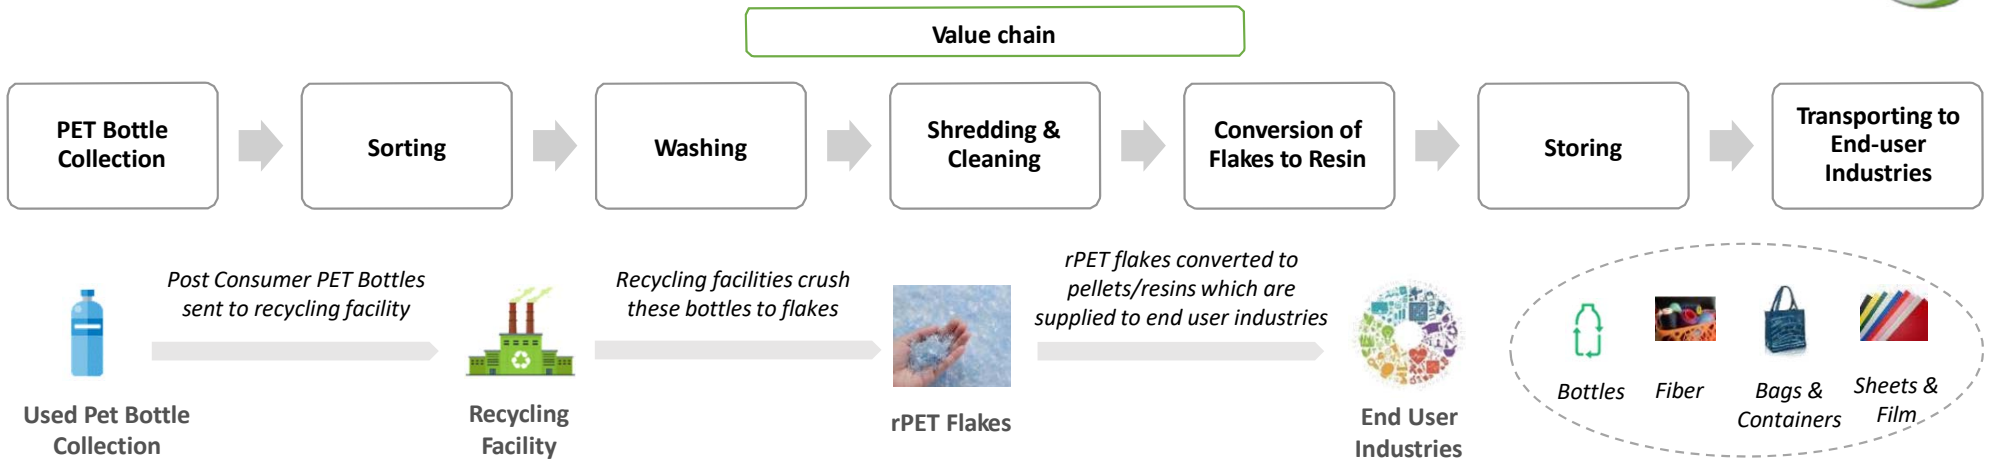 Value chain
PET Bottle
Collection
Sorting
Washing
Shredding &
Cleaning
Conversion of
Flakes to Resin
Storing
Transporting to
End-user
Industries
Post Consumer PET Bottles
sent to recycling facility
Recycling facilities crush
these bottles to flakes
rPET flakes converted to
pellets/resins which are
supplied to end user industries
Used Pet Bottle
Collection
Recycling
Facility
rPET Flakes
End User
Industries
Bottles
Fiber
Bags &
Containers
Sheets &
Film